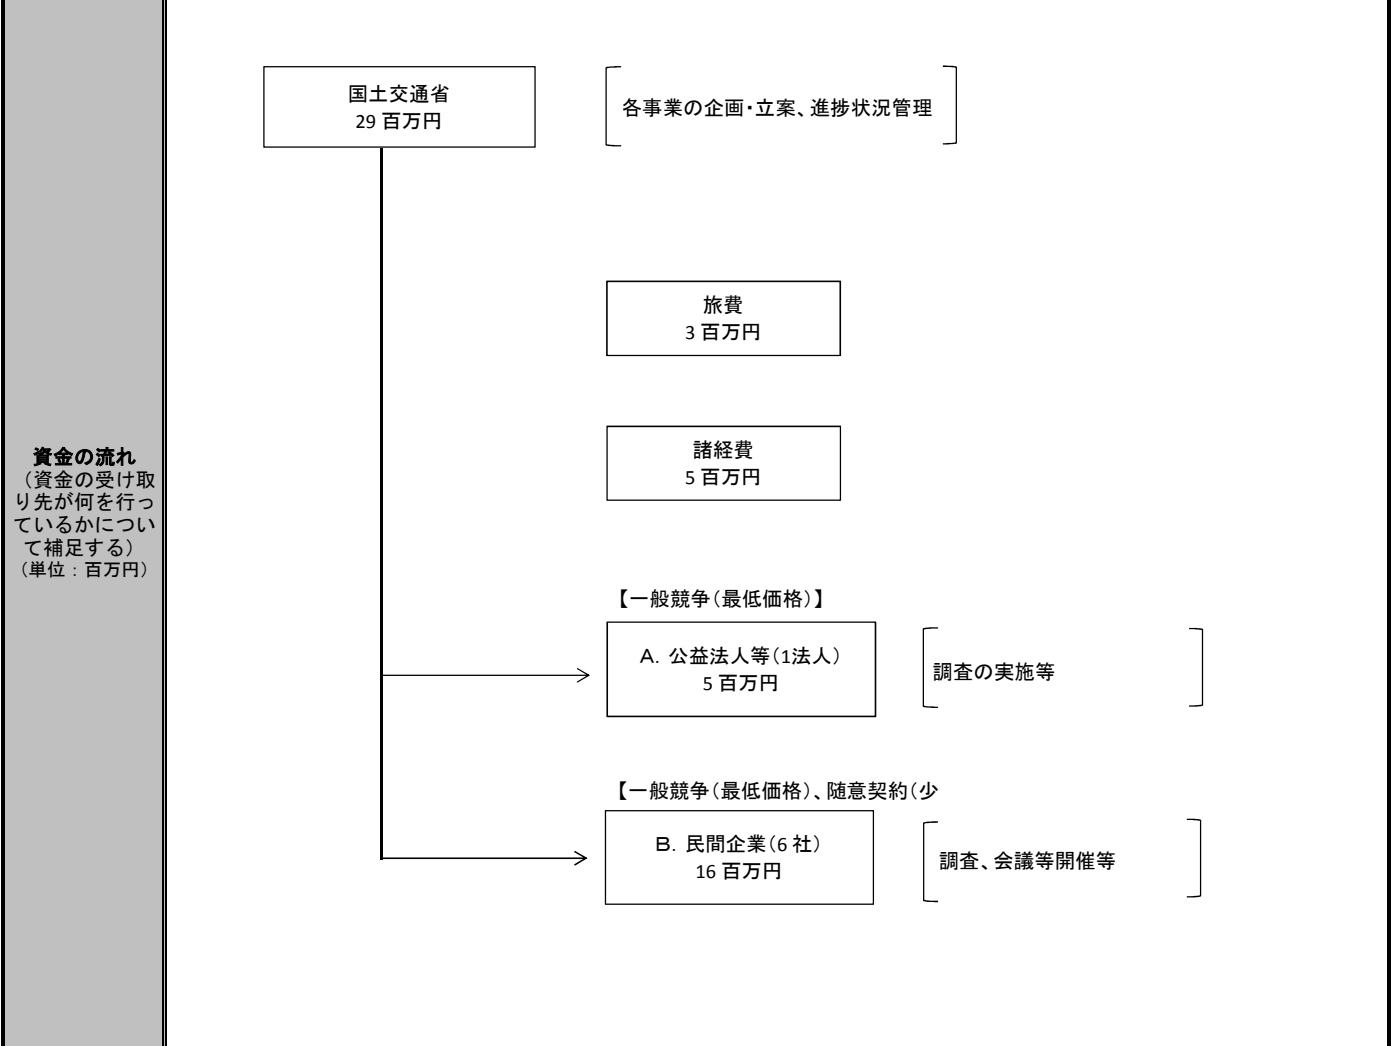 国土交通省
29 百万円
各事業の企画・立案、進捗状況管理
旅費
3 百万円
諸経費
5 百万円
資金の流れ
（資金の受け取
り先が何を行っ
ているかについ
て補足する）
（単位：百万円）
【一般競争（最低価格）】
A．公益法人等（1法人）
5 百万円
調査の実施等
【一般競争（最低価格）、随意契約（少
B．民間企業（6 社）
16 百万円
調査、会議等開催等